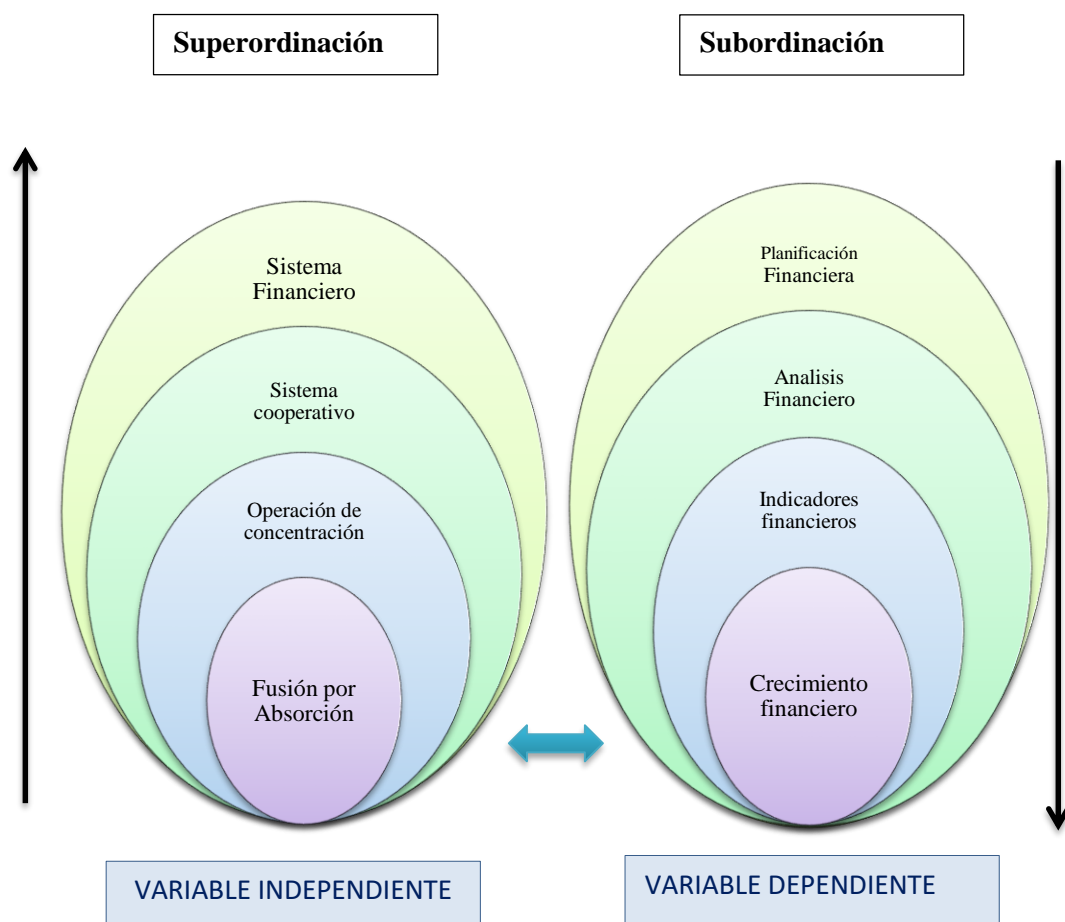 Superordinación
Subordinación
Sistema
Financiero
Sistema
cooperativo
Operación de
concentración
Fusión por
Absorción
Planificación
Financiera
Analisis
Financiero
Indicadores
financieros
Crecimiento
financiero
VARIABLE INDEPENDIENTE
VARIABLE DEPENDIENTE